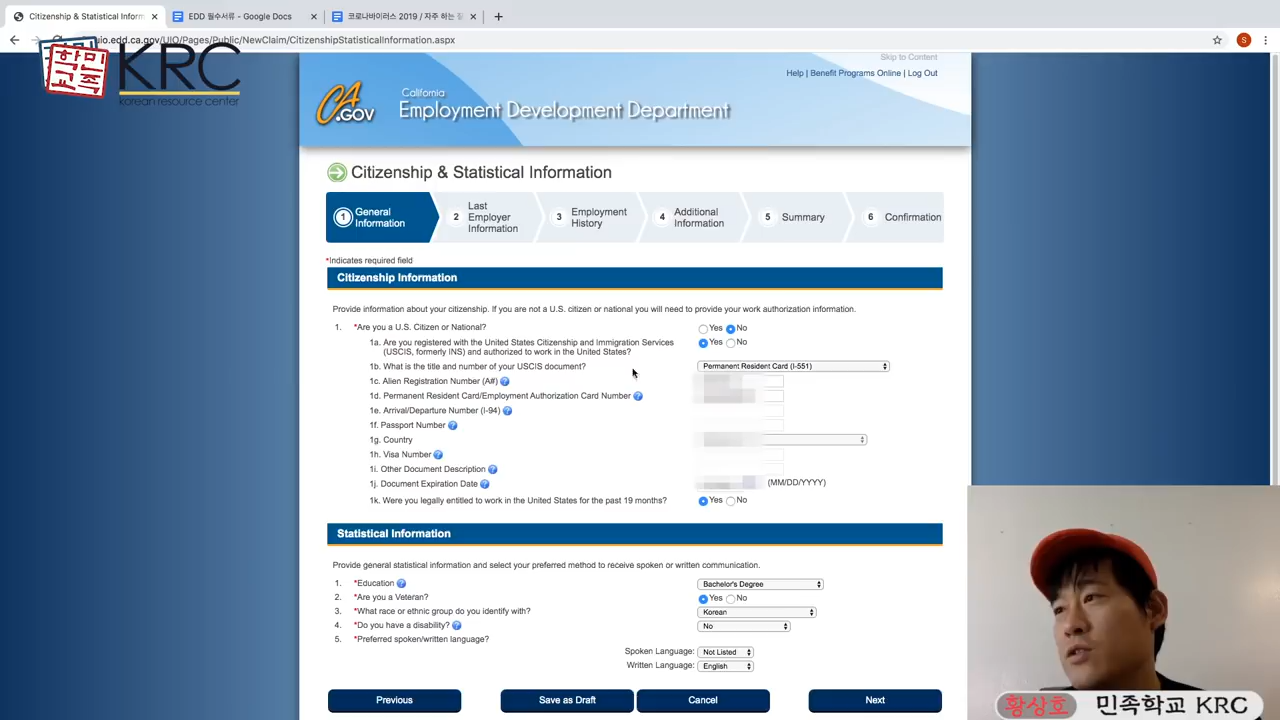 Citizenship & Statistical Inform
EDD 필수서류 - Google Docs
코로나바이러스 2019 / 자주 하는 질
uio.edd.ca.gov/UIO/Pages/Public/NewClaim/CitizenshipStatisticalInformation.aspx
S
학민
교족
KRC
korean resource center
Skip to Content
Help | Benefit Programs Online | Log Out
CA
.GOV
California
Employment Development Department
Citizenship & Statistical Information
1 General Information
2 Last Employer Information
3 Employment History
4 Additional Information
5 Summary
6 Confirmation
*Indicates required field
Citizenship Information
Provide information about your citizenship. If you are not a U.S. citizen or national you will need to provide your work authorization information.
1. *Are you a U.S. Citizen or National? Yes No
1a. Are you registered with the United States Citizenship and Immigration Services Yes No
(USCIS, formerly INS) and authorized to work in the United States?
1b. What is the title and number of your USCIS document? Permanent Resident Card (I-551)
1c. Alien Registration Number (A#) ?
1d. Permanent Resident Card/Employment Authorization Card Number ?
1e. Arrival/Departure Number (I-94) ?
1f. Passport Number ?
1g. Country
1h. Visa Number ?
1i. Other Document Description ?
1j. Document Expiration Date ? (MM/DD/YYYY)
1k. Were you legally entitled to work in the United States for the past 19 months? Yes No
Statistical Information
Provide general statistical information and select your preferred method to receive spoken or written communication.
1. *Education ? Bachelor's Degree
2. *Are you a Veteran? Yes No
3. *What race or ethnic group do you identify with? Korean
4. *Do you have a disability? ? No
5. *Preferred spoken/written language?
Spoken Language: Not Listed
Written Language: English
Previous
Save as Draft
Cancel
Next
황상호 민족학교 KRC